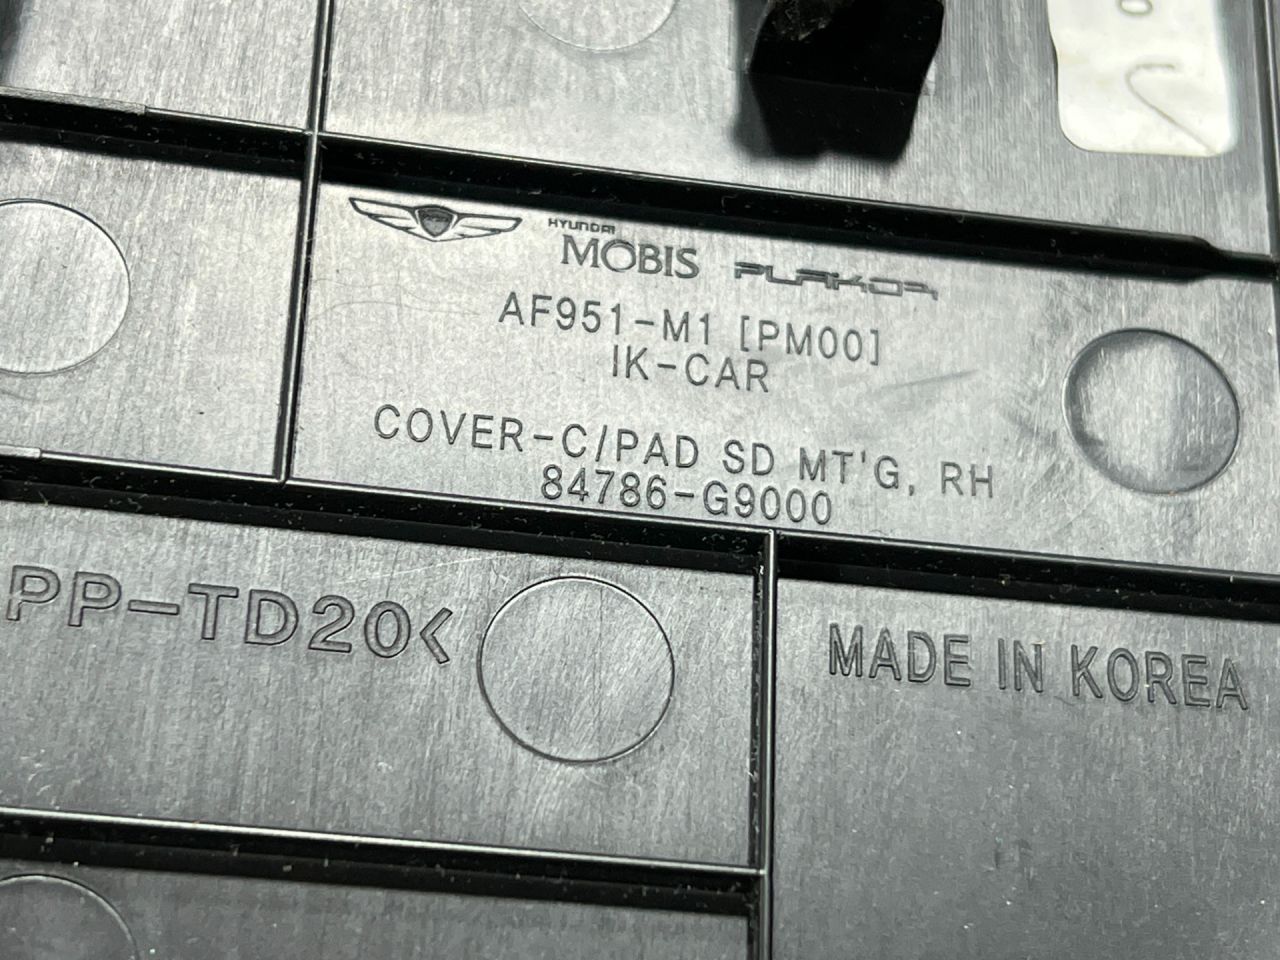 HYUNDAI
MOBIS PLAKOR
AF951-M1 [PM00]
IK-CAR
COVER-C/PAD SD MT'G, RH
84786-G9000
PP-TD20<
MADE IN KOREA